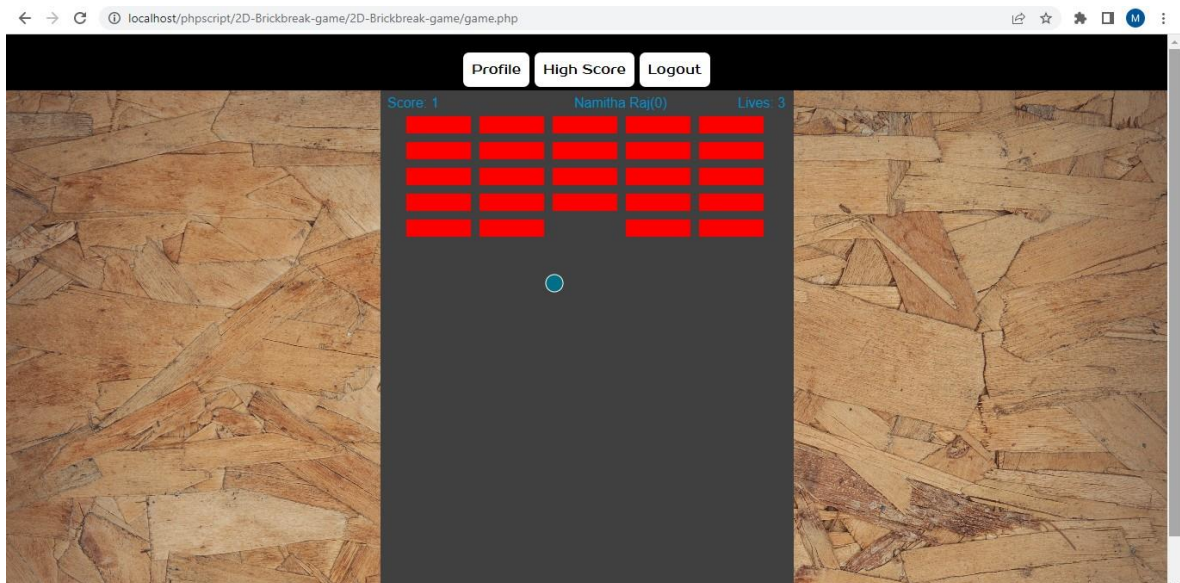 localhost/phpscript/2D-Brickbreak-game/2D-Brickbreak-game/game.php
M
Profile High Score Logout
Score: 1 Namitha Raj(0) Lives: 3